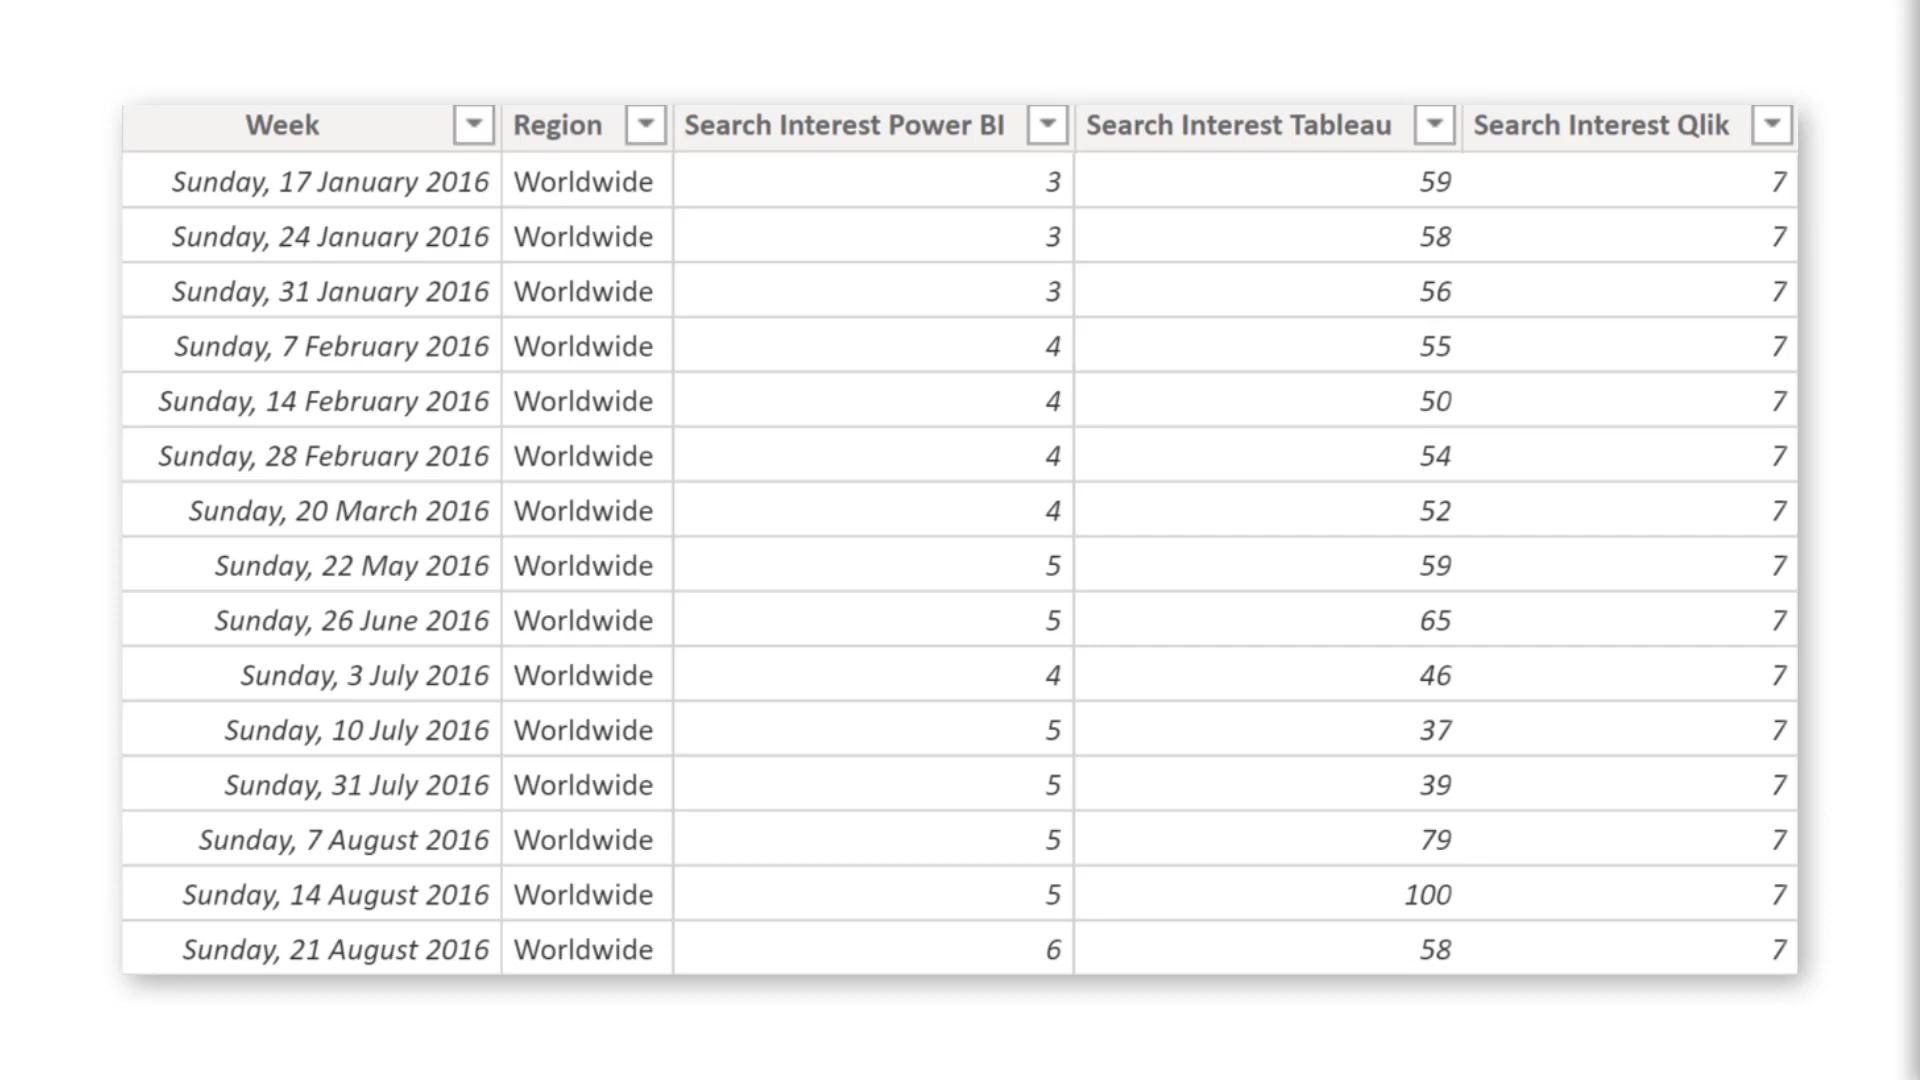 Week Region Search Interest Power BI Search Interest Tableau Search Interest Qlik
Sunday, 17 January 2016 Worldwide 3 59 7
Sunday, 24 January 2016 Worldwide 3 58 7
Sunday, 31 January 2016 Worldwide 3 56 7
Sunday, 7 February 2016 Worldwide 4 55 7
Sunday, 14 February 2016 Worldwide 4 50 7
Sunday, 28 February 2016 Worldwide 4 54 7
Sunday, 20 March 2016 Worldwide 4 52 7
Sunday, 22 May 2016 Worldwide 5 59 7
Sunday, 26 June 2016 Worldwide 5 65 7
Sunday, 3 July 2016 Worldwide 4 46 7
Sunday, 10 July 2016 Worldwide 5 37 7
Sunday, 31 July 2016 Worldwide 5 39 7
Sunday, 7 August 2016 Worldwide 5 79 7
Sunday, 14 August 2016 Worldwide 5 100 7
Sunday, 21 August 2016 Worldwide 6 58 7